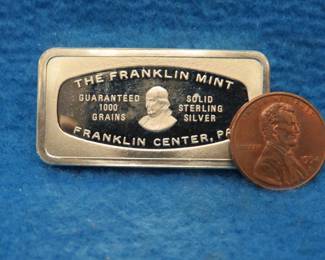 THE FRANKLIN MINT
GUARANTEED
1000
GRAINS
SOLID
STERLING
SILVER
FRANKLIN CENTER, PA